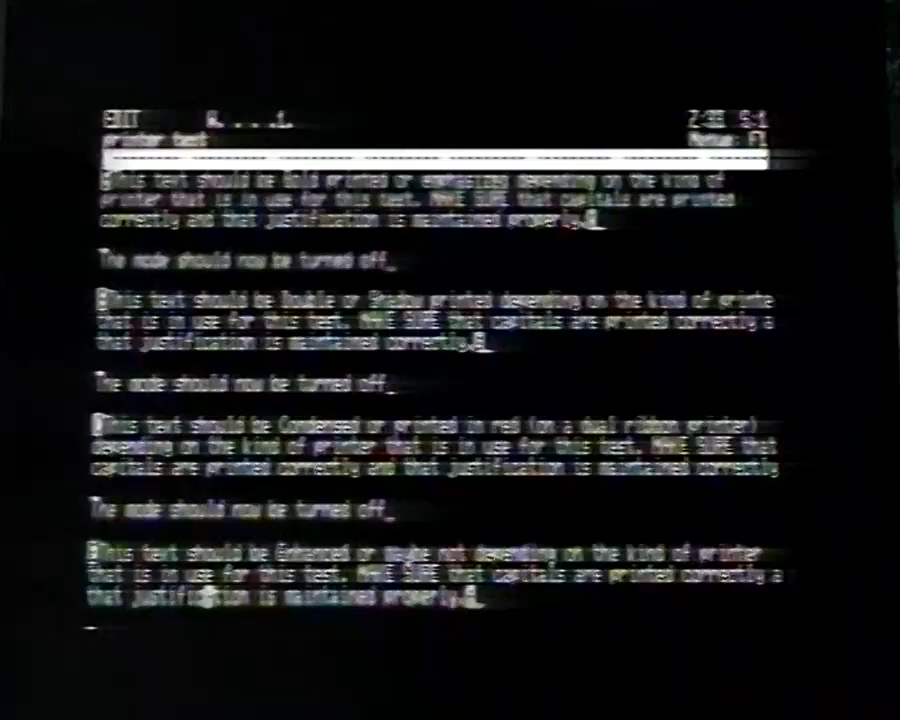 EDIT
printer test
This text should be Bold printed or emphasized depending on the kind of
printer that is in use for this test. MAKE SURE that capitals are printed
correctly and that justification is maintained properly.
The mode should now be turned off.
This text should be Double or Shadow printed depending on the kind of printe
that is in use for this test. MAKE SURE that capitals are printed correctly a
that justification is maintained correctly.
The mode should now be turned off.
This text should be Condensed or printed in red (on a dual ribbon printer)
depending on the kind of printer that is in use for this test. MAKE SURE that
capitals are printed correctly and that justification is maintained correctly
The mode should now be turned off.
This text should be Enhanced or maybe not depending on the kind of printer
that is in use for this test. MAKE SURE that capitals are printed correctly a
that justification is maintained properly.